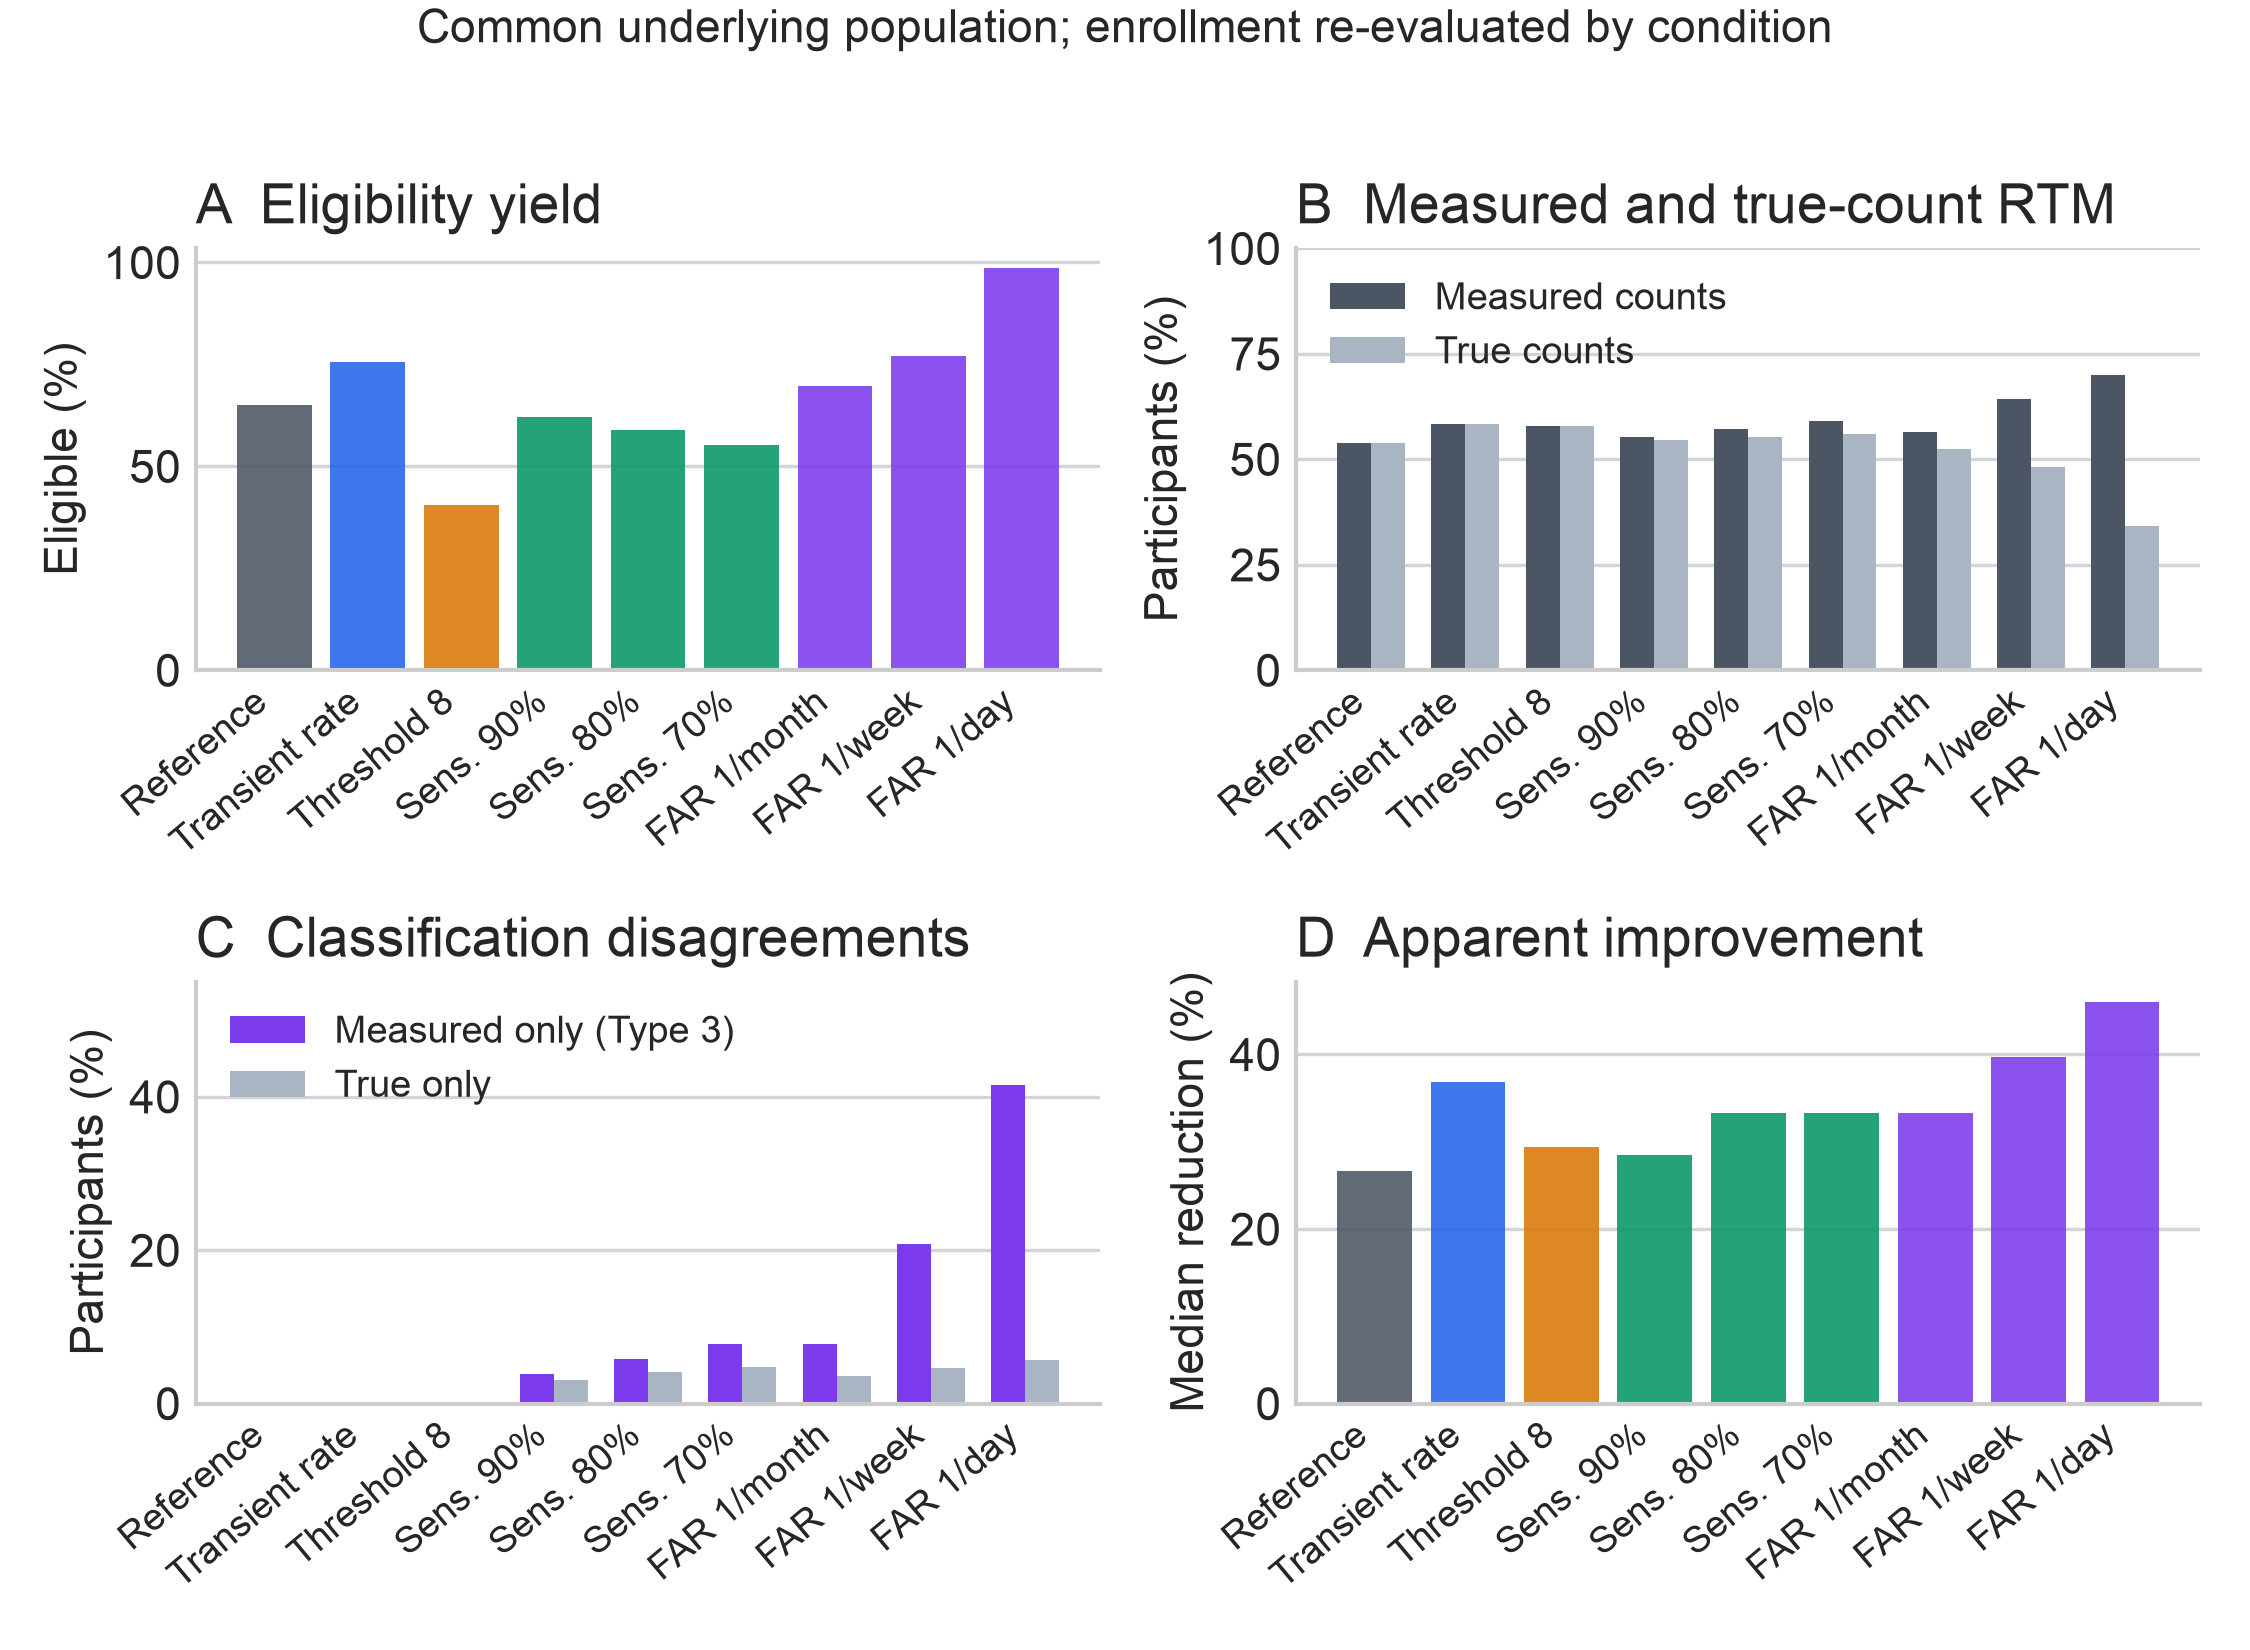 Common underlying population; enrollment re-evaluated by condition
A Eligibility yield
Eligible (%)
100
50
0
Reference
Transient rate
Threshold 8
Sens. 90%
Sens. 80%
Sens. 70%
FAR 1/month
FAR 1/week
FAR 1/day
B Measured and true-count RTM
Participants (%)
100
75
50
25
0
Measured counts
True counts
Reference
Transient rate
Threshold 8
Sens. 90%
Sens. 80%
Sens. 70%
FAR 1/month
FAR 1/week
FAR 1/day
C Classification disagreements
Participants (%)
40
20
0
Measured only (Type 3)
True only
Reference
Transient rate
Threshold 8
Sens. 90%
Sens. 80%
Sens. 70%
FAR 1/month
FAR 1/week
FAR 1/day
D Apparent improvement
Median reduction (%)
40
20
0
Reference
Transient rate
Threshold 8
Sens. 90%
Sens. 80%
Sens. 70%
FAR 1/month
FAR 1/week
FAR 1/day